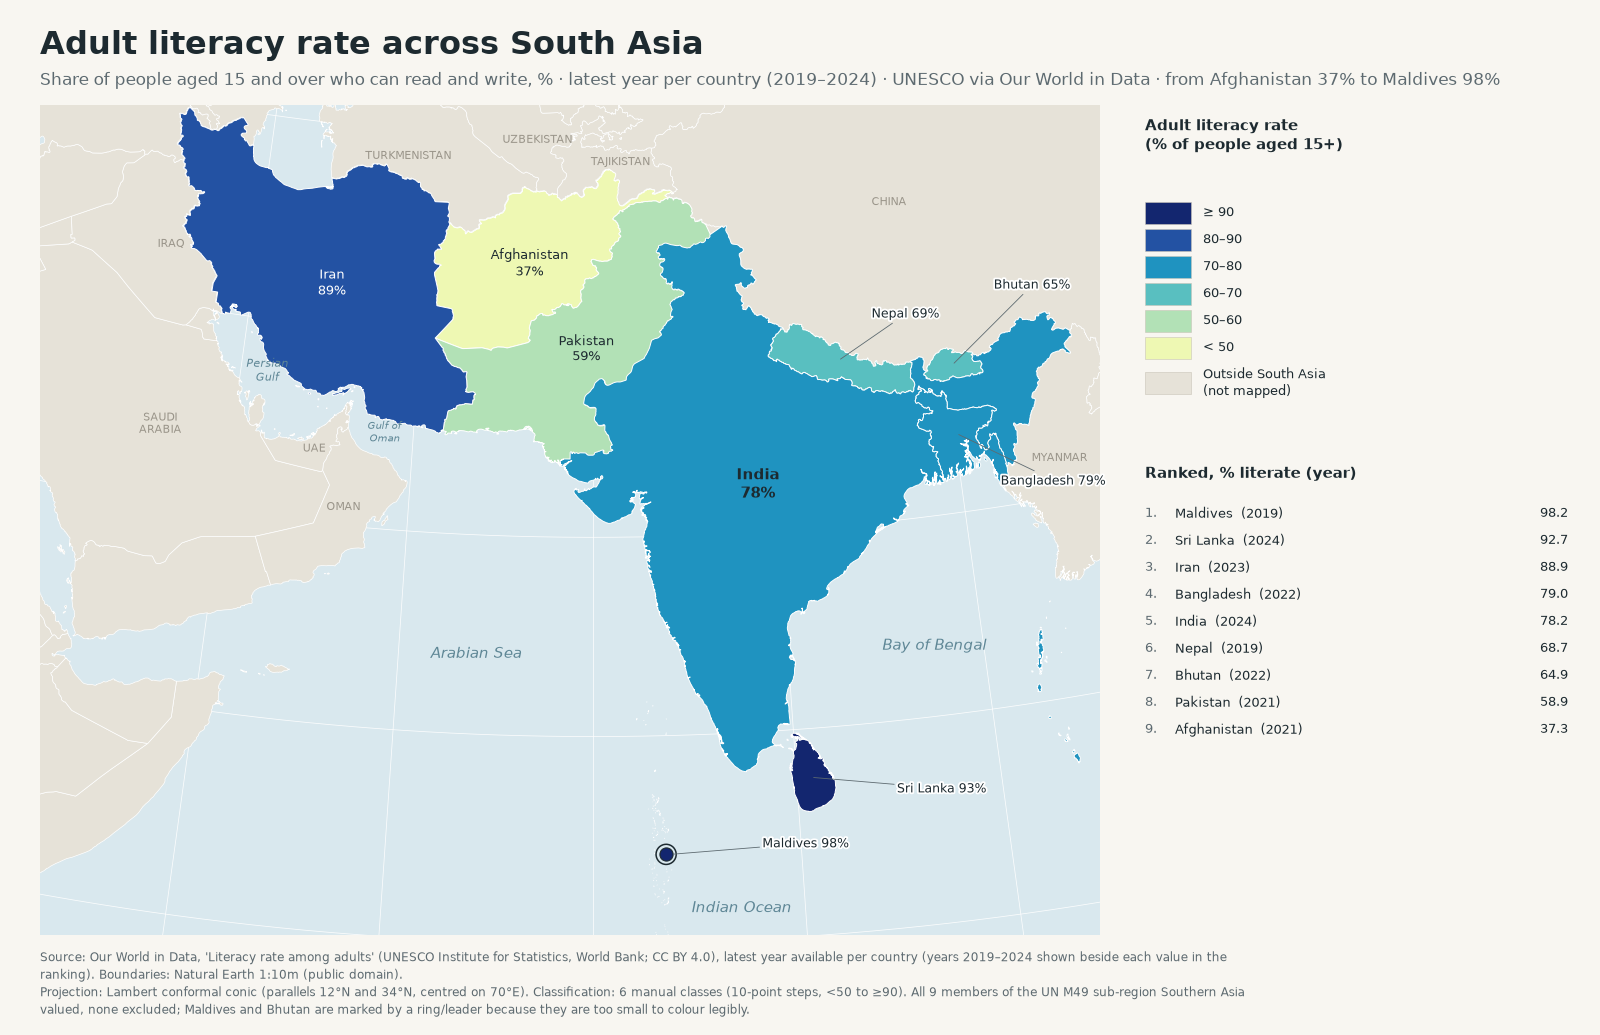 Adult literacy rate across South Asia
Share of people aged 15 and over who can read and write, % · latest year per country (2019–2024) · UNESCO via Our World in Data · from Afghanistan 37% to Maldives 98%
UZBEKISTAN
TURKMENISTAN
TAJIKISTAN
CHINA
IRAQ
Afghanistan
37%
Iran
89%
Bhutan 65%
Nepal 69%
Pakistan
59%
Persian
Gulf
SAUDI
ARABIA
Gulf of
Oman
UAE
MYANMAR
India
78%
Bangladesh 79%
OMAN
Arabian Sea
Bay of Bengal
Sri Lanka 93%
Maldives 98%
Indian Ocean
Adult literacy rate
(% of people aged 15+)
≥ 90
80–90
70–80
60–70
50–60
< 50
Outside South Asia
(not mapped)
Ranked, % literate (year)
1. Maldives (2019) 98.2
2. Sri Lanka (2024) 92.7
3. Iran (2023) 88.9
4. Bangladesh (2022) 79.0
5. India (2024) 78.2
6. Nepal (2019) 68.7
7. Bhutan (2022) 64.9
8. Pakistan (2021) 58.9
9. Afghanistan (2021) 37.3
Source: Our World in Data, 'Literacy rate among adults' (UNESCO Institute for Statistics, World Bank; CC BY 4.0), latest year available per country (years 2019–2024 shown beside each value in the
ranking). Boundaries: Natural Earth 1:10m (public domain).
Projection: Lambert conformal conic (parallels 12°N and 34°N, centred on 70°E). Classification: 6 manual classes (10-point steps, <50 to ≥90). All 9 members of the UN M49 sub-region Southern Asia
valued, none excluded; Maldives and Bhutan are marked by a ring/leader because they are too small to colour legibly.